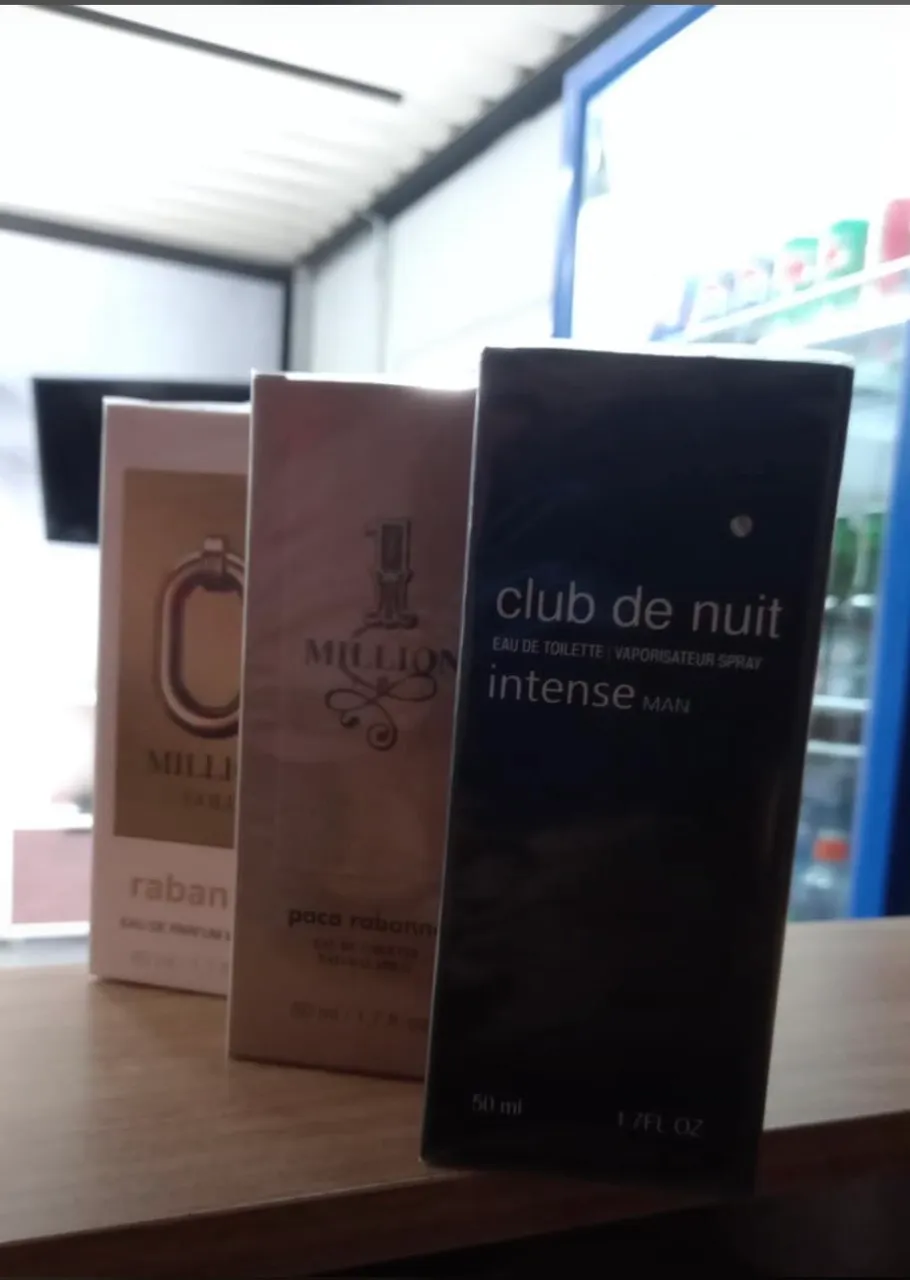 MILLI
raban
1
MILLION
paco rabanne
club de nuit
EAU DE TOILETTE | VAPORISATEUR SPRAY
intense MAN
50 ml
1.7FL OZ